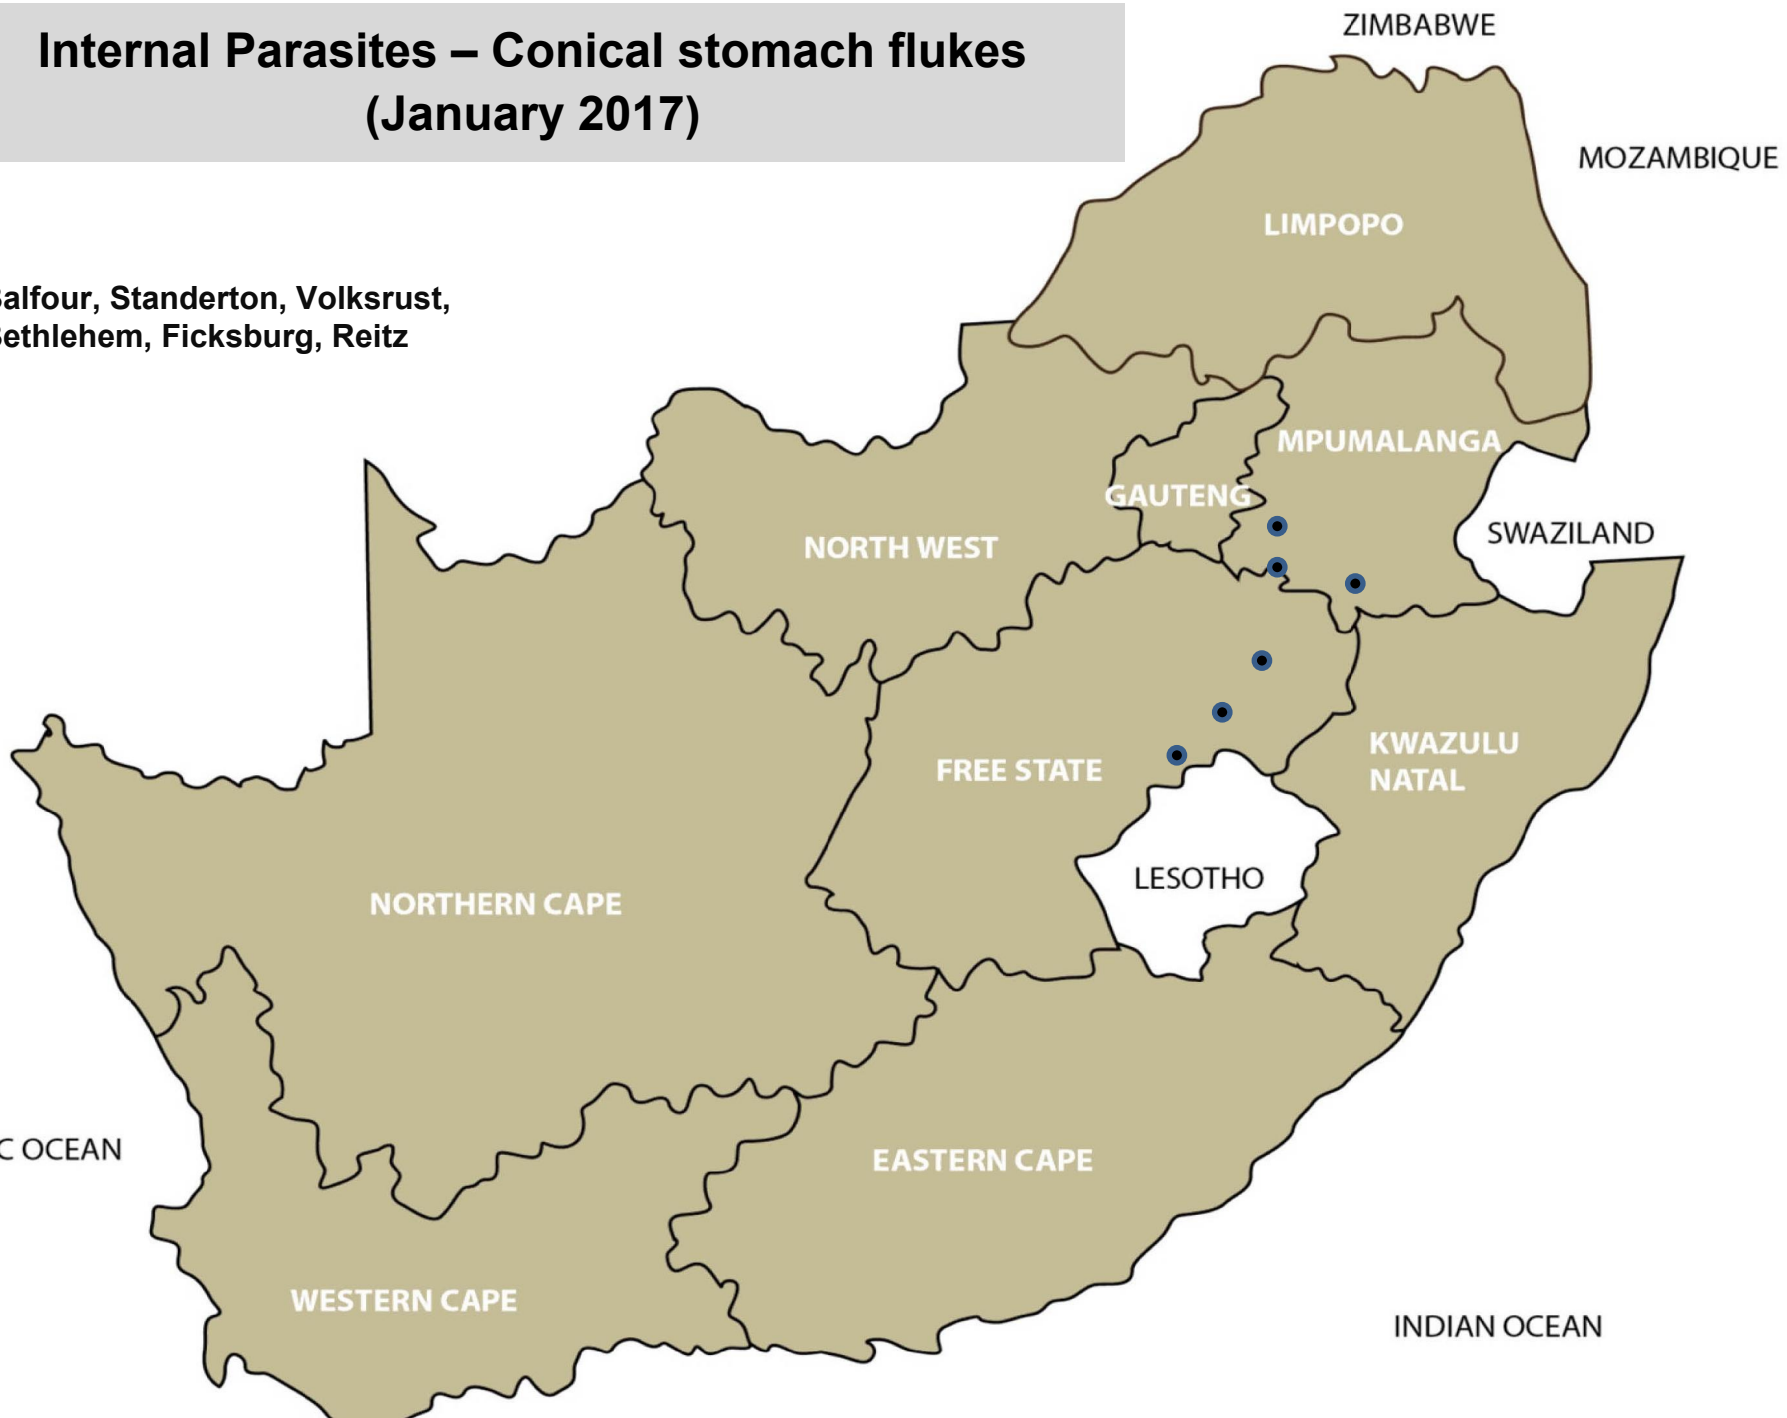 Internal Parasites – Conical stomach flukes
(January 2017)
ZIMBABWE
MOZAMBIQUE
LIMPOPO
alfour, Standerton, Volksrust,
ethlehem, Ficksburg, Reitz
MPUMALANGA
GAUTENG
SWAZILAND
NORTH WEST
KWAZULU
NATAL
FREE STATE
LESOTHO
NORTHERN CAPE
C OCEAN
EASTERN CAPE
WESTERN CAPE
INDIAN OCEAN